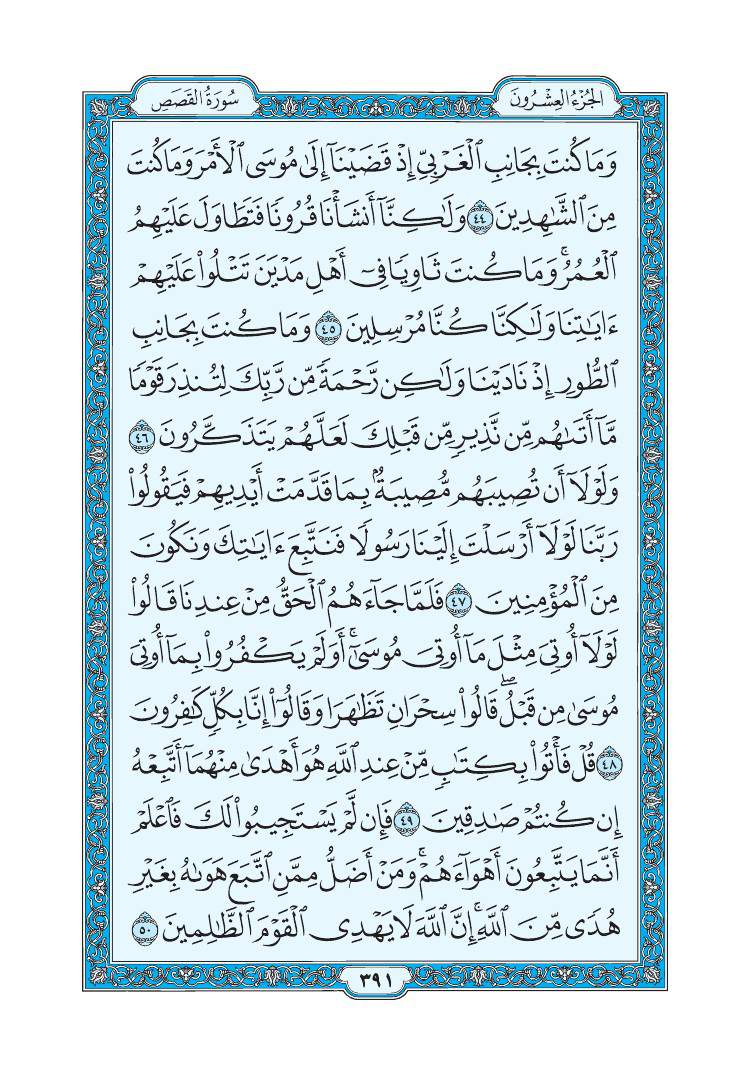 الجُزْءُ العِشْرُونَ
سُورَةُ القَصَصِ
وَمَا كُنتَ بِجَانِبِ ٱلْغَرْبِيِّ إِذْ قَضَيْنَآ إِلَىٰ مُوسَى ٱلْأَمْرَ وَمَا كُنتَ
مِنَ ٱلشَّٰهِدِينَ ٤٤ وَلَٰكِنَّآ أَنشَأْنَا قُرُونًا فَتَطَاوَلَ عَلَيْهِمُ
ٱلْعُمُرُۚ وَمَا كُنتَ ثَاوِيًا فِىٓ أَهْلِ مَدْيَنَ تَتْلُوا۟ عَلَيْهِمْ
ءَايَٰتِنَا وَلَٰكِنَّا كُنَّا مُرْسِلِينَ ٤٥ وَمَا كُنتَ بِجَانِبِ
ٱلطُّورِ إِذْ نَادَيْنَا وَلَٰكِن رَّحْمَةً مِّن رَّبِّكَ لِتُنذِرَ قَوْمًا
مَّآ أَتَىٰهُم مِّن نَّذِيرٍ مِّن قَبْلِكَ لَعَلَّهُمْ يَتَذَكَّرُونَ ٤٦
وَلَوْلَآ أَن تُصِيبَهُم مُّصِيبَةٌۢ بِمَا قَدَّمَتْ أَيْدِيهِمْ فَيَقُولُوا۟
رَبَّنَا لَوْلَآ أَرْسَلْتَ إِلَيْنَا رَسُولًا فَنَتَّبِعَ ءَايَٰتِكَ وَنَكُونَ
مِنَ ٱلْمُؤْمِنِينَ ٤٧ فَلَمَّا جَآءَهُمُ ٱلْحَقُّ مِنْ عِندِنَا قَالُوا۟
لَوْلَآ أُوتِىَ مِثْلَ مَآ أُوتِىَ مُوسَىٰٓۚ أَوَلَمْ يَكْفُرُوا۟ بِمَآ أُوتِىَ
مُوسَىٰ مِن قَبْلُۖ قَالُوا۟ سِحْرَانِ تَظَٰهَرَا وَقَالُوٓا۟ إِنَّا بِكُلٍّ كَٰفِرُونَ
٤٨ قُلْ فَأْتُوا۟ بِكِتَٰبٍ مِّنْ عِندِ ٱللَّهِ هُوَ أَهْدَىٰ مِنْهُمَآ أَتَّبِعْهُ
إِن كُنتُمْ صَٰدِقِينَ ٤٩ فَإِن لَّمْ يَسْتَجِيبُوا۟ لَكَ فَٱعْلَمْ
أَنَّمَا يَتَّبِعُونَ أَهْوَآءَهُمْۚ وَمَنْ أَضَلُّ مِمَّنِ ٱتَّبَعَ هَوَىٰهُ بِغَيْرِ
هُدًى مِّنَ ٱللَّهِۚ إِنَّ ٱللَّهَ لَا يَهْدِى ٱلْقَوْمَ ٱلظَّٰلِمِينَ ٥٠
٣٩١